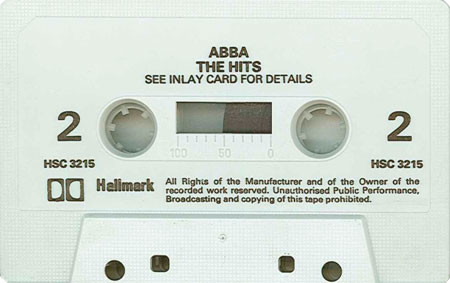 ABBA
THE HITS
SEE INLAY CARD FOR DETAILS
2
2
100 50 0
HSC 3215
HSC 3215
Hallmark
All Rights of the Manufacturer and of the Owner of the
recorded work reserved. Unauthorised Public Performance,
Broadcasting and copying of this tape prohibited.